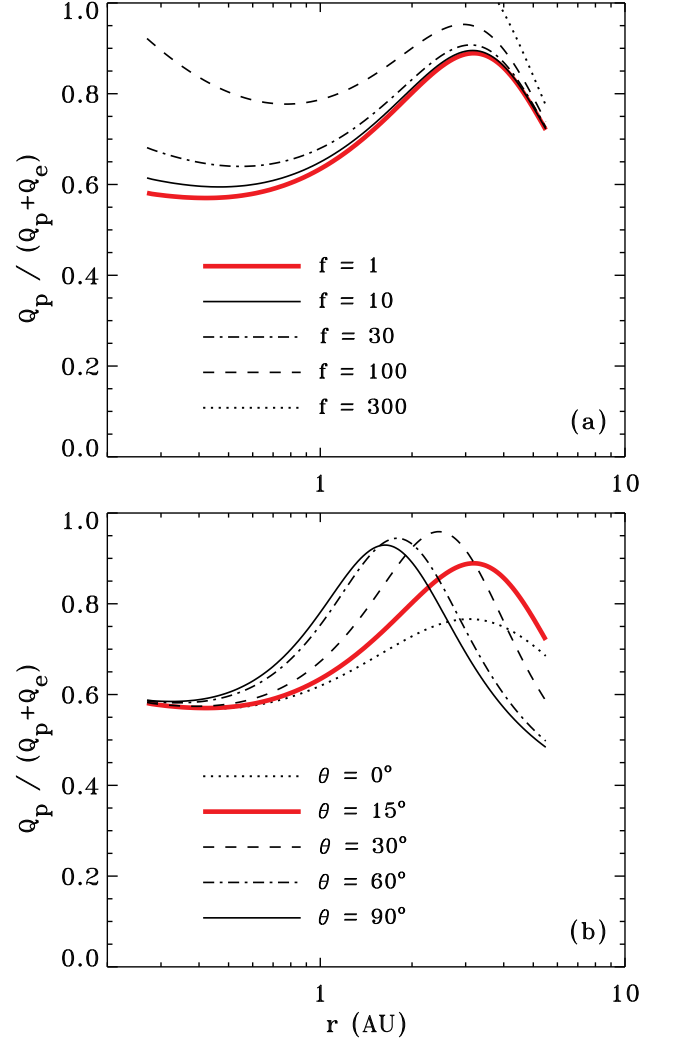 1.0
0.8
0.6
0.4
0.2
0.0
Q_p / (Q_p+Q_e)
f = 1
f = 10
f = 30
f = 100
f = 300
(a)
1 10
1.0
0.8
0.6
0.4
0.2
0.0
Q_p / (Q_p+Q_e)
θ = 0°
θ = 15°
θ = 30°
θ = 60°
θ = 90°
(b)
1 10
r (AU)